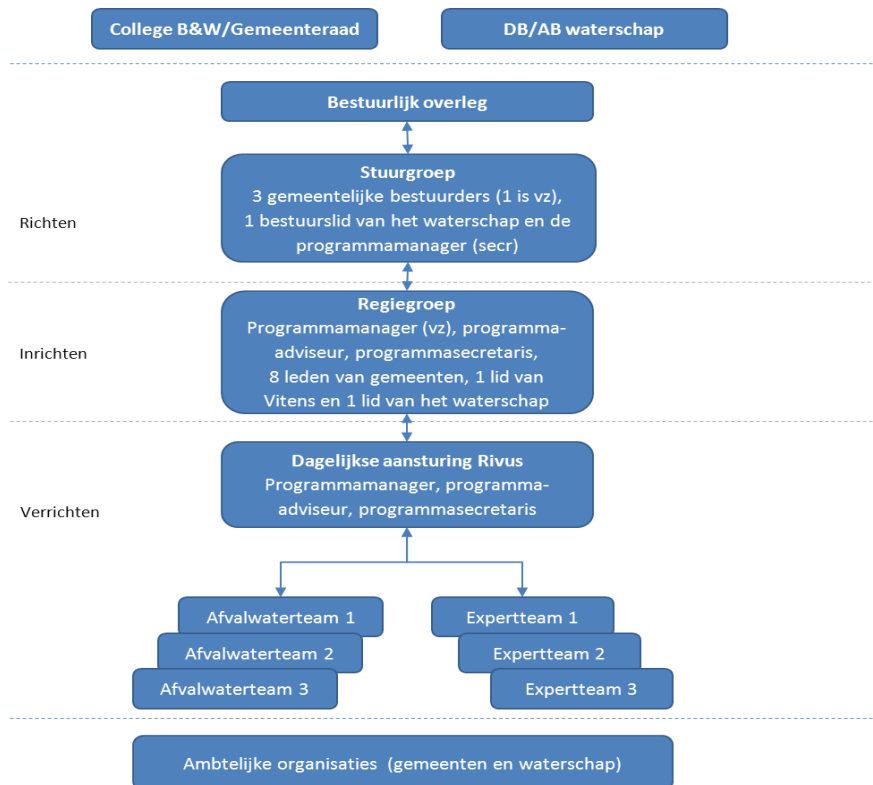 College B&W/Gemeenteraad
DB/AB waterschap
Bestuurlijk overleg
Richten
Stuurgroep
3 gemeentelijke bestuurders (1 is vz),
1 bestuurslid van het waterschap en de
programmamanager (secr)
Inrichten
Regiegroep
Programmamanager (vz), programma-
adviseur, programmasecretaris,
8 leden van gemeenten, 1 lid van
Vitens en 1 lid van het waterschap
Verrichten
Dagelijkse aansturing Rivus
Programmamanager, programma-
adviseur, programmasecretaris
Afvalwaterteam 1
Afvalwaterteam 2
Afvalwaterteam 3
Expertteam 1
Expertteam 2
Expertteam 3
Ambtelijke organisaties (gemeenten en waterschap)